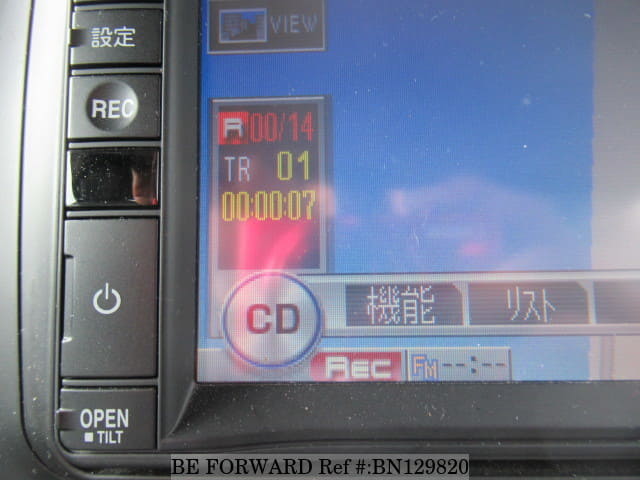 設定
VIEW
REC
R 00/14
TR 01
00:00:07
CD
機能
リスト
REC
FM --:--
OPEN
■ TILT
BE FORWARD Ref #:BN129820